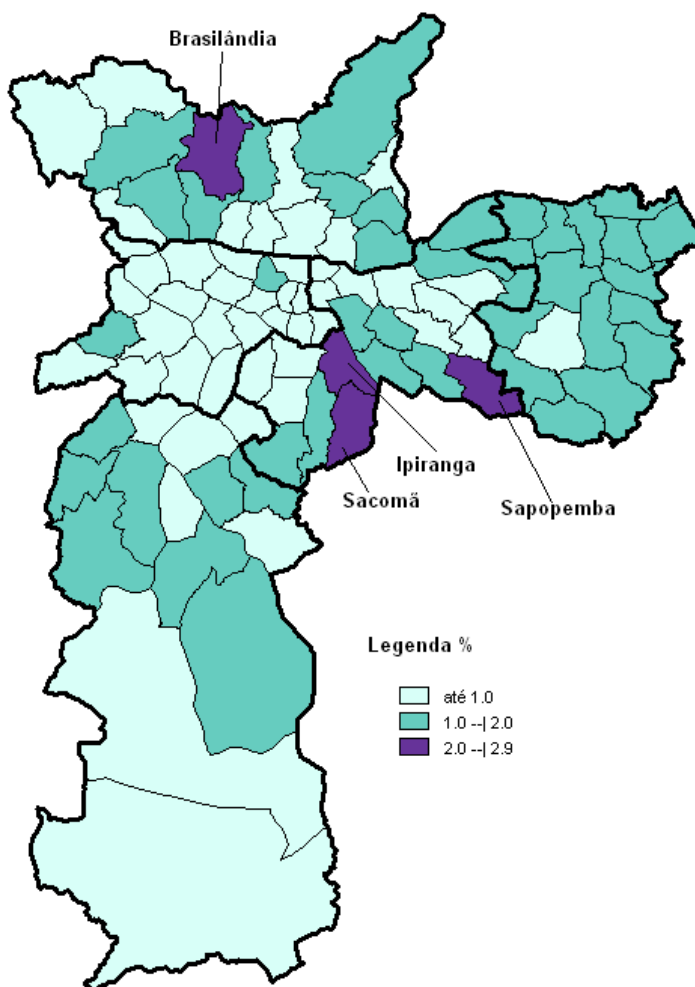 Brasilândia
Ipiranga
Sacomã
Sapopemba
Legenda %
até 1.0
1.0 --| 2.0
2.0 --| 2.9